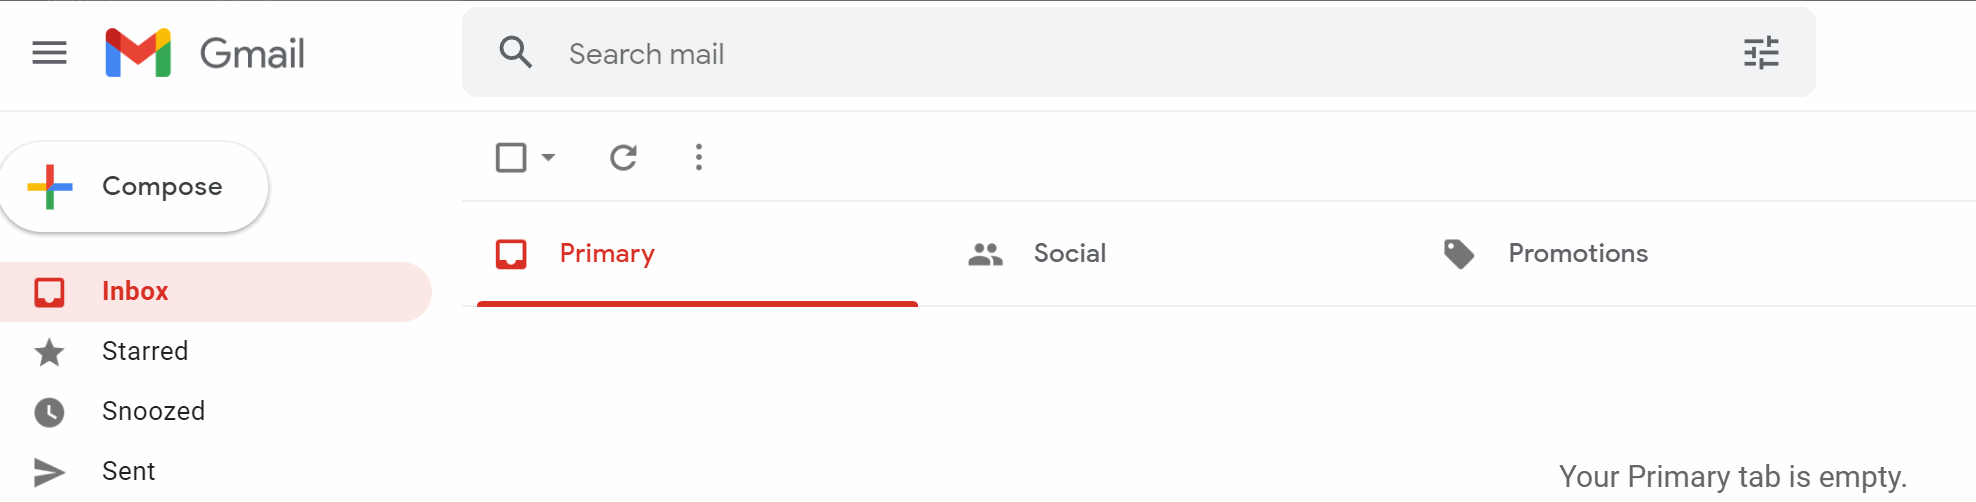 Gmail
Search mail
Compose
Primary
Social
Promotions
Inbox
Starred
Snoozed
Sent
Your Primary tab is empty.